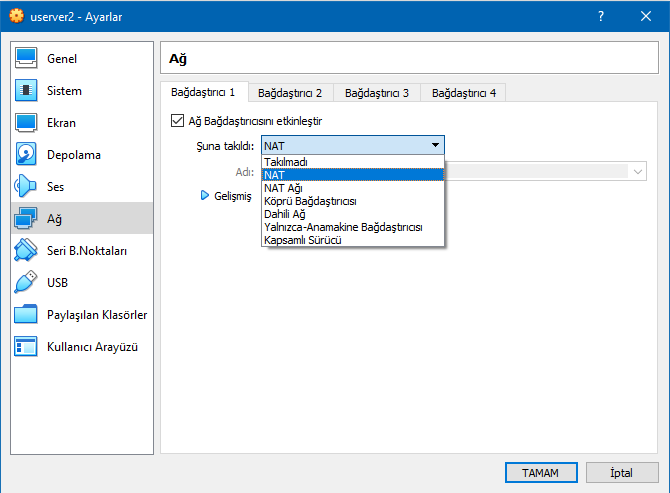 userver2 - Ayarlar
Genel
Sistem
Ekran
Depolama
Ses
Ağ
Seri B.Noktaları
USB
Paylaşılan Klasörler
Kullanıcı Arayüzü
Ağ
Bağdaştırıcı 1 Bağdaştırıcı 2 Bağdaştırıcı 3 Bağdaştırıcı 4
Ağ Bağdaştırıcısını etkinleştir
Şuna takıldı: NAT
Adı:
Gelişmiş
Takılmadı
NAT
NAT Ağı
Köprü Bağdaştırıcısı
Dahili Ağ
Yalnızca-Anamakine Bağdaştırıcısı
Kapsamlı Sürücü
TAMAM İptal